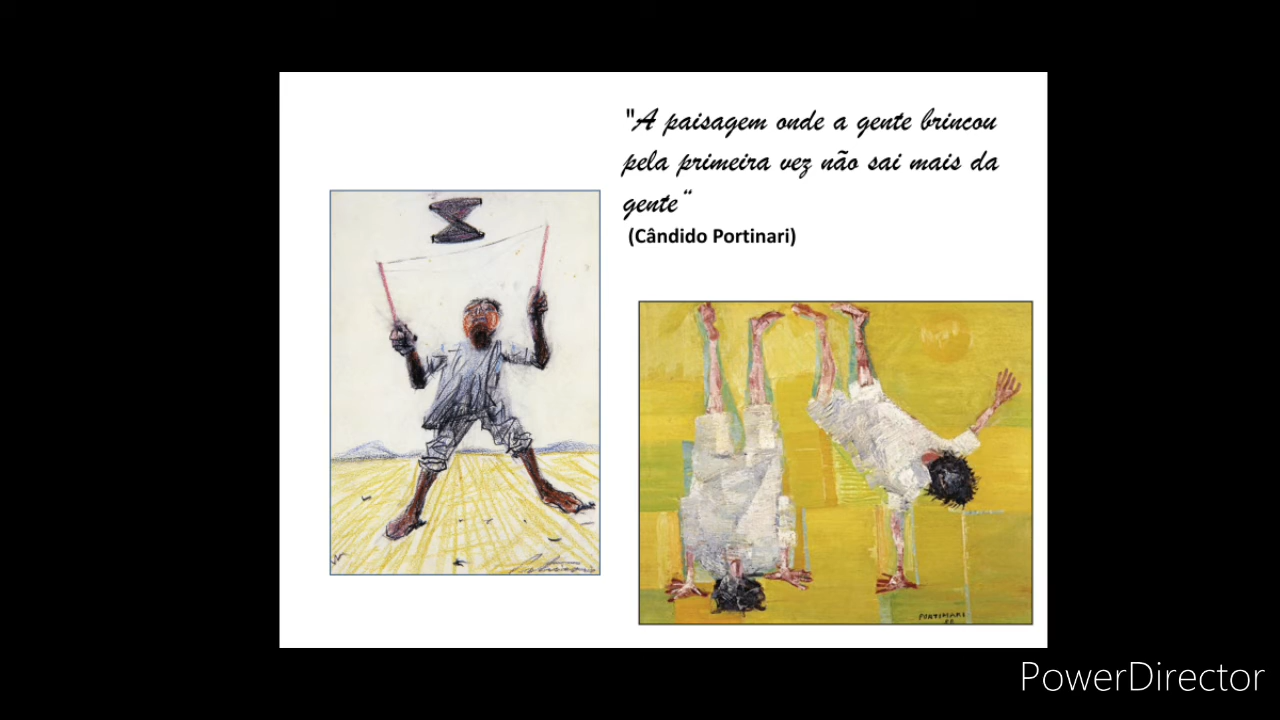 "A paisagem onde a gente brincou
pela primeira vez não sai mais da
gente“
(Cândido Portinari)
PORTINARI
PowerDirector